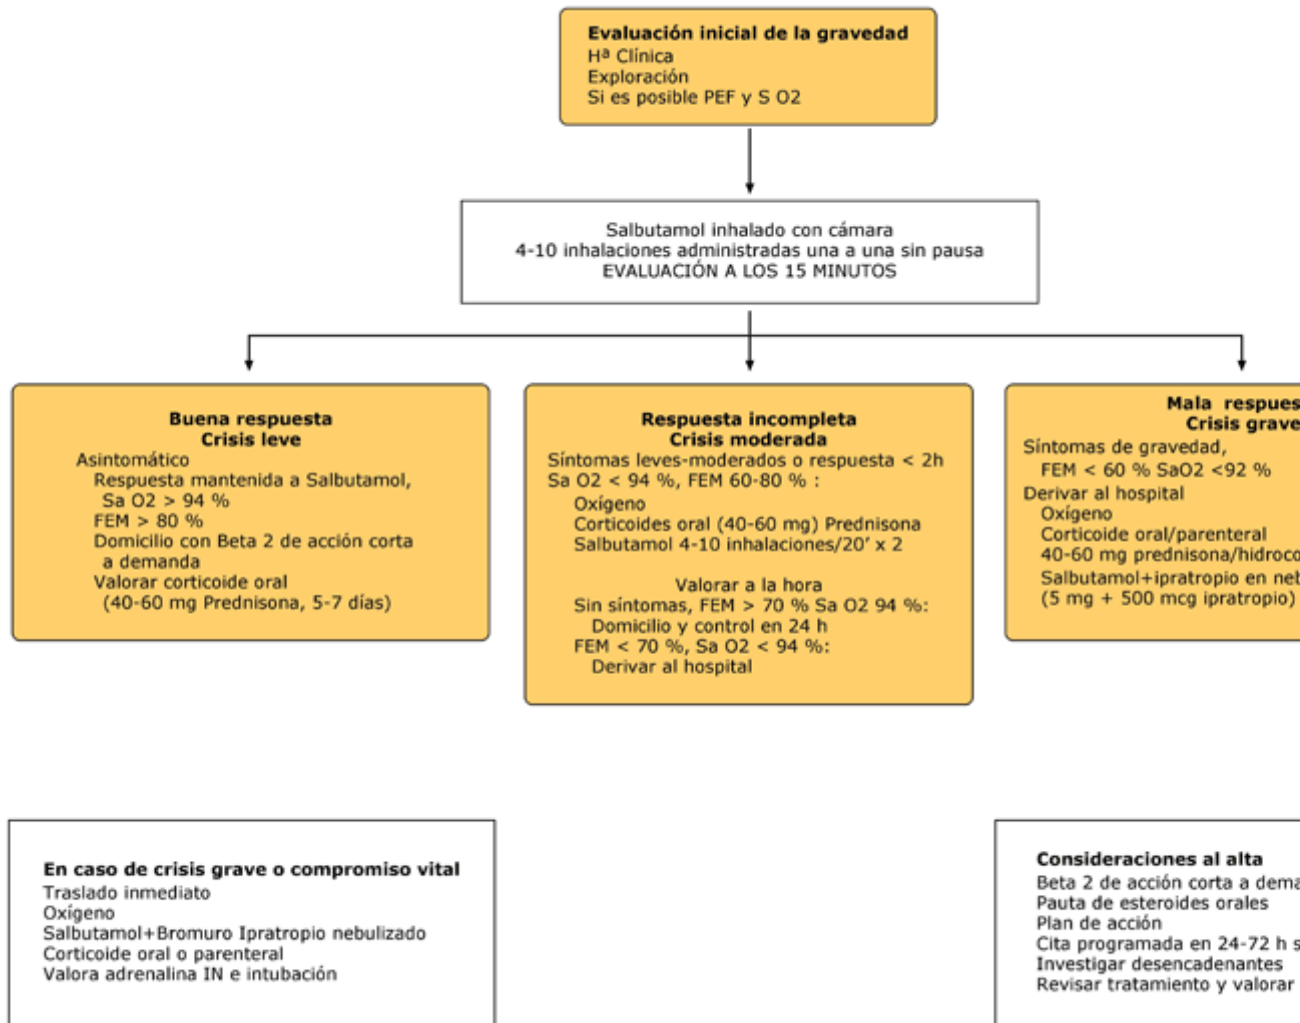 Evaluación inicial de la gravedad
Hª Clínica
Exploración
Si es posible PEF y S O2
Salbutamol inhalado con cámara
4-10 inhalaciones administradas una a una sin pausa
EVALUACIÓN A LOS 15 MINUTOS
Buena respuesta
Crisis leve
Asintomático
Respuesta mantenida a Salbutamol,
Sa O2 > 94 %
FEM > 80 %
Domicilio con Beta 2 de acción corta
a demanda
Valorar corticoide oral
(40-60 mg Prednisona, 5-7 días)
Respuesta incompleta
Crisis moderada
Síntomas leves-moderados o respuesta < 2h
Sa O2 < 94 %, FEM 60-80 % :
Oxígeno
Corticoides oral (40-60 mg) Prednisona
Salbutamol 4-10 inhalaciones/20’ x 2
Valorar a la hora
Sin síntomas, FEM > 70 % Sa O2 94 %:
Domicilio y control en 24 h
FEM < 70 %, Sa O2 < 94 %:
Derivar al hospital
Mala respues
Crisis grave
Síntomas de gravedad,
FEM < 60 % SaO2 <92 %
Derivar al hospital
Oxígeno
Corticoide oral/parenteral
40-60 mg prednisona/hidroco
Salbutamol+ipratropio en neb
(5 mg + 500 mcg ipratropio)
En caso de crisis grave o compromiso vital
Traslado inmediato
Oxígeno
Salbutamol+Bromuro Ipratropio nebulizado
Corticoide oral o parenteral
Valora adrenalina IN e intubación
Consideraciones al alta
Beta 2 de acción corta a dema
Pauta de esteroides orales
Plan de acción
Cita programada en 24-72 h s
Investigar desencadenantes
Revisar tratamiento y valorar